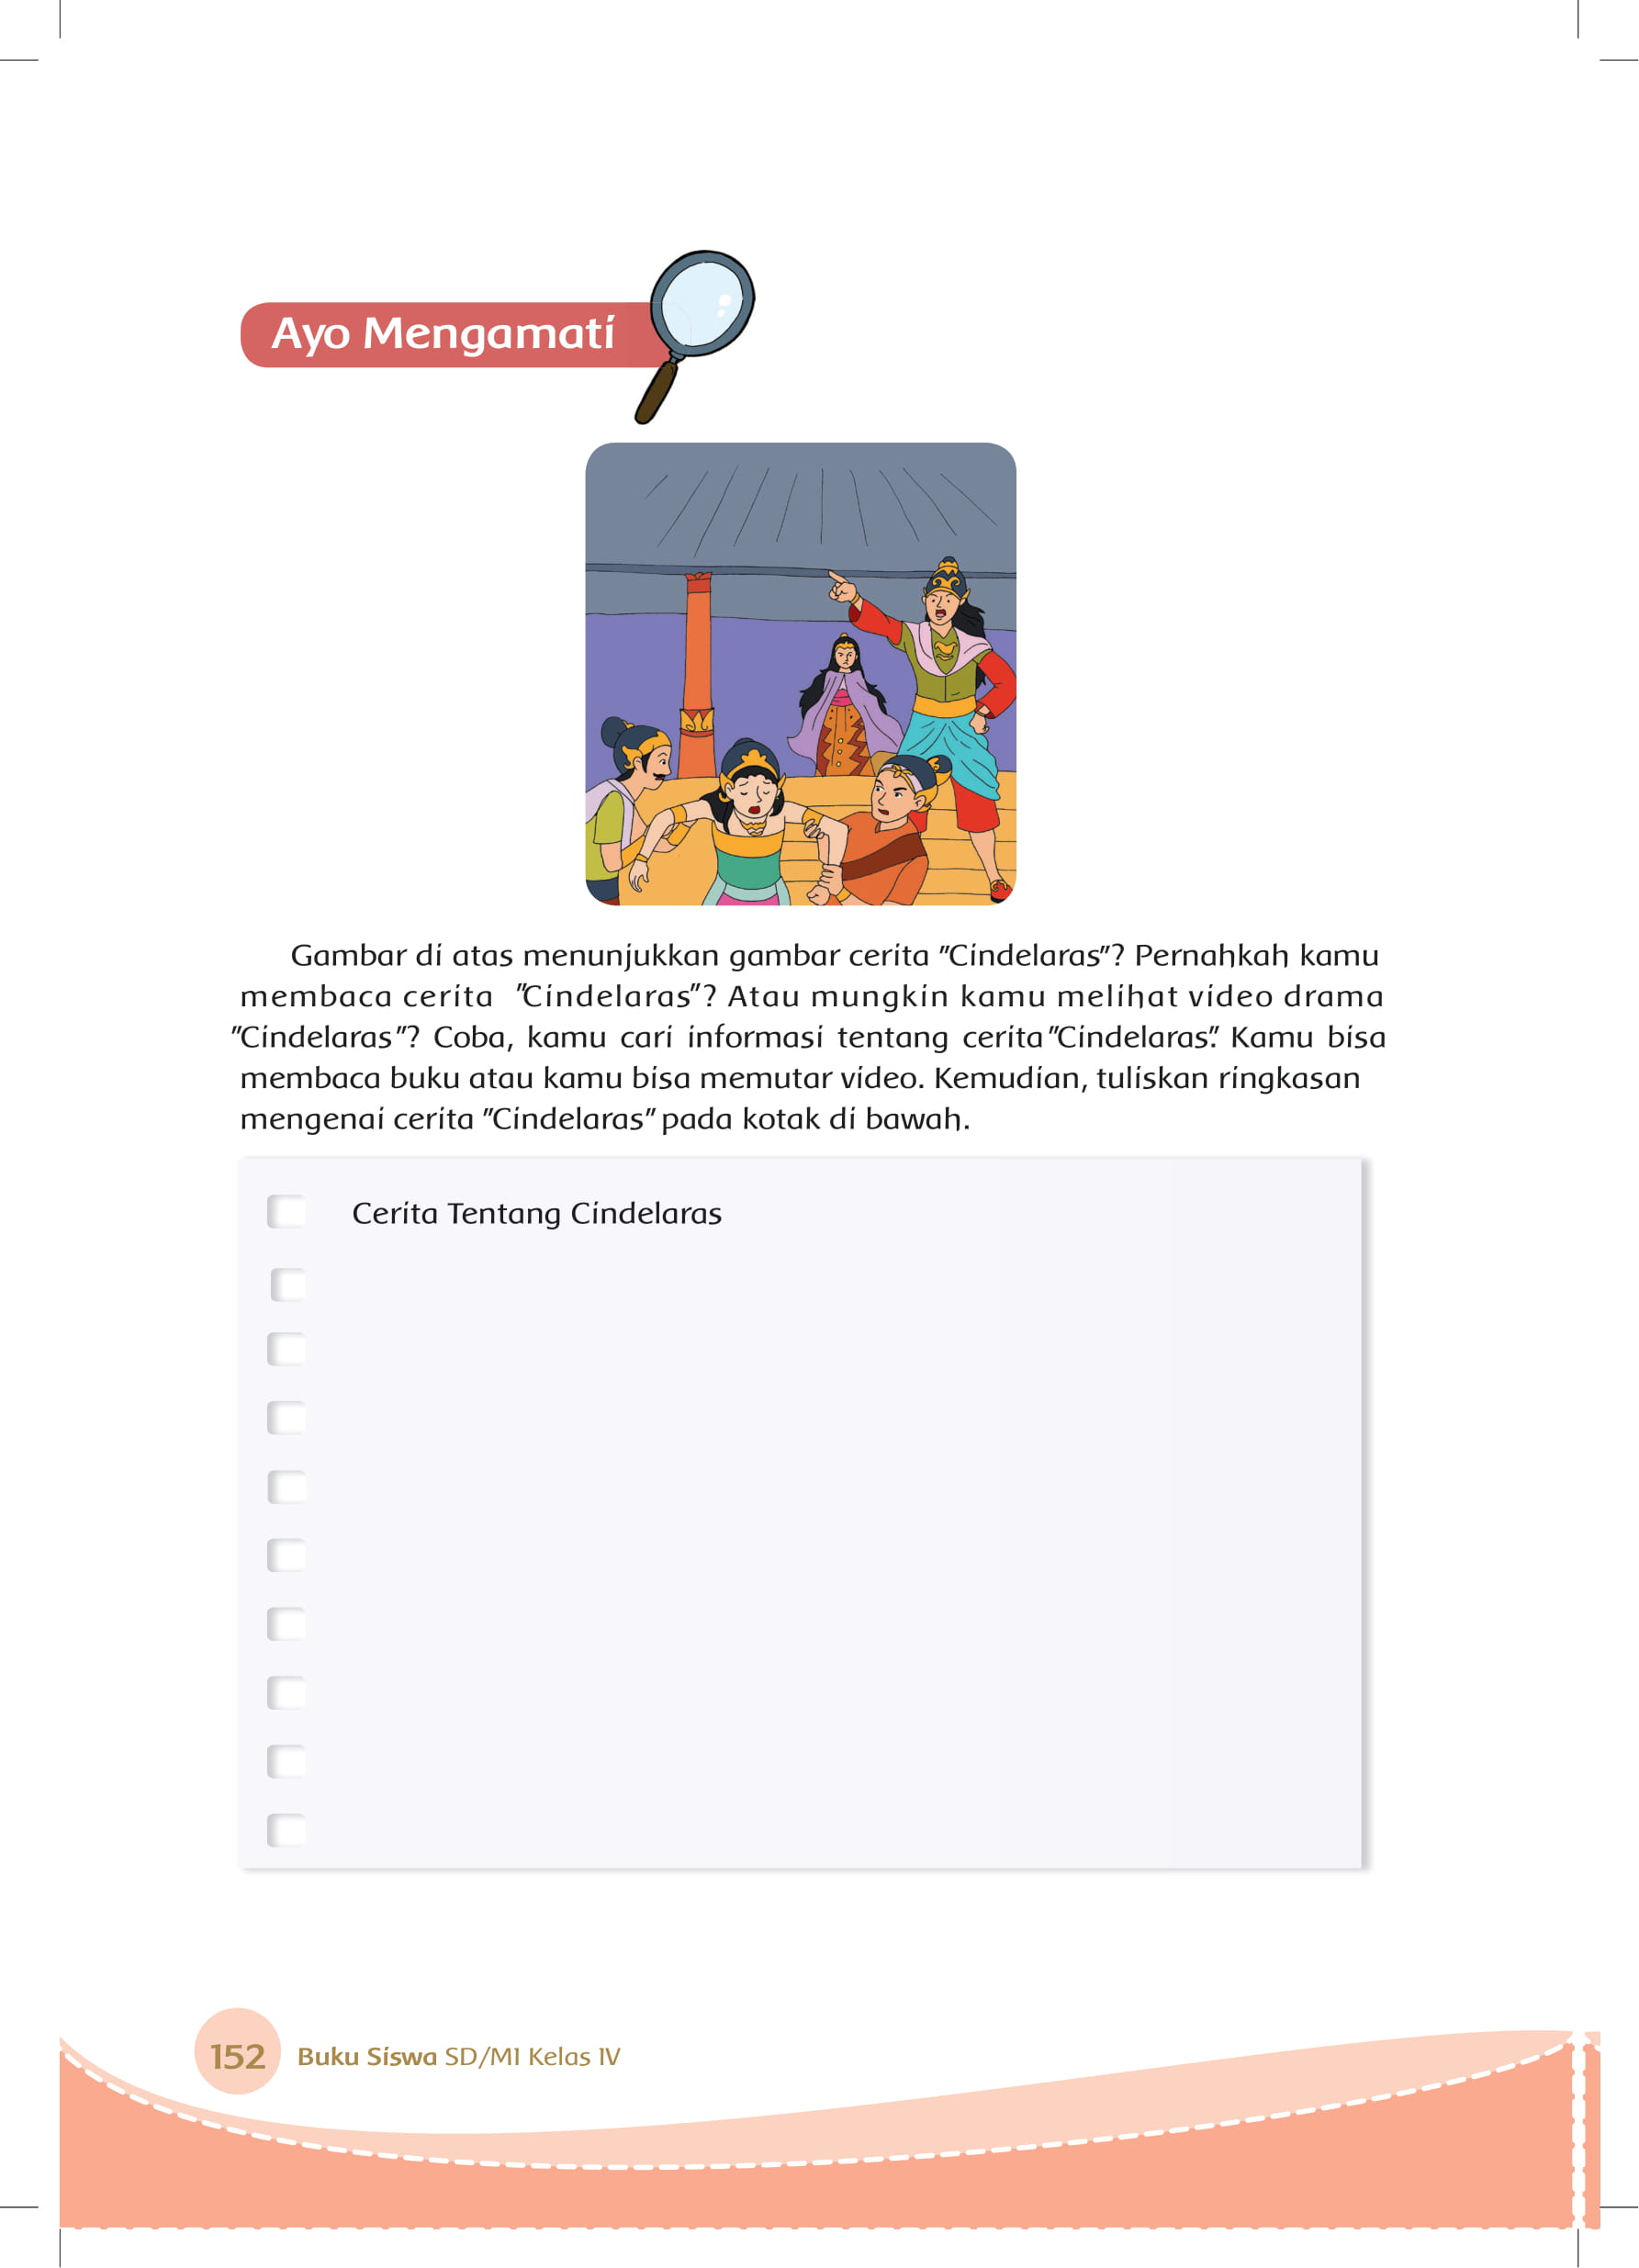 Ayo Mengamati
Gambar di atas menunjukkan gambar cerita "Cindelaras"? Pernahkah kamu
membaca cerita "Cindelaras"? Atau mungkin kamu melihat video drama
"Cindelaras"? Coba, kamu cari informasi tentang cerita "Cindelaras". Kamu bisa
membaca buku atau kamu bisa memutar video. Kemudian, tuliskan ringkasan
mengenai cerita "Cindelaras" pada kotak di bawah.
Cerita Tentang Cindelaras
152 Buku Siswa SD/MI Kelas IV